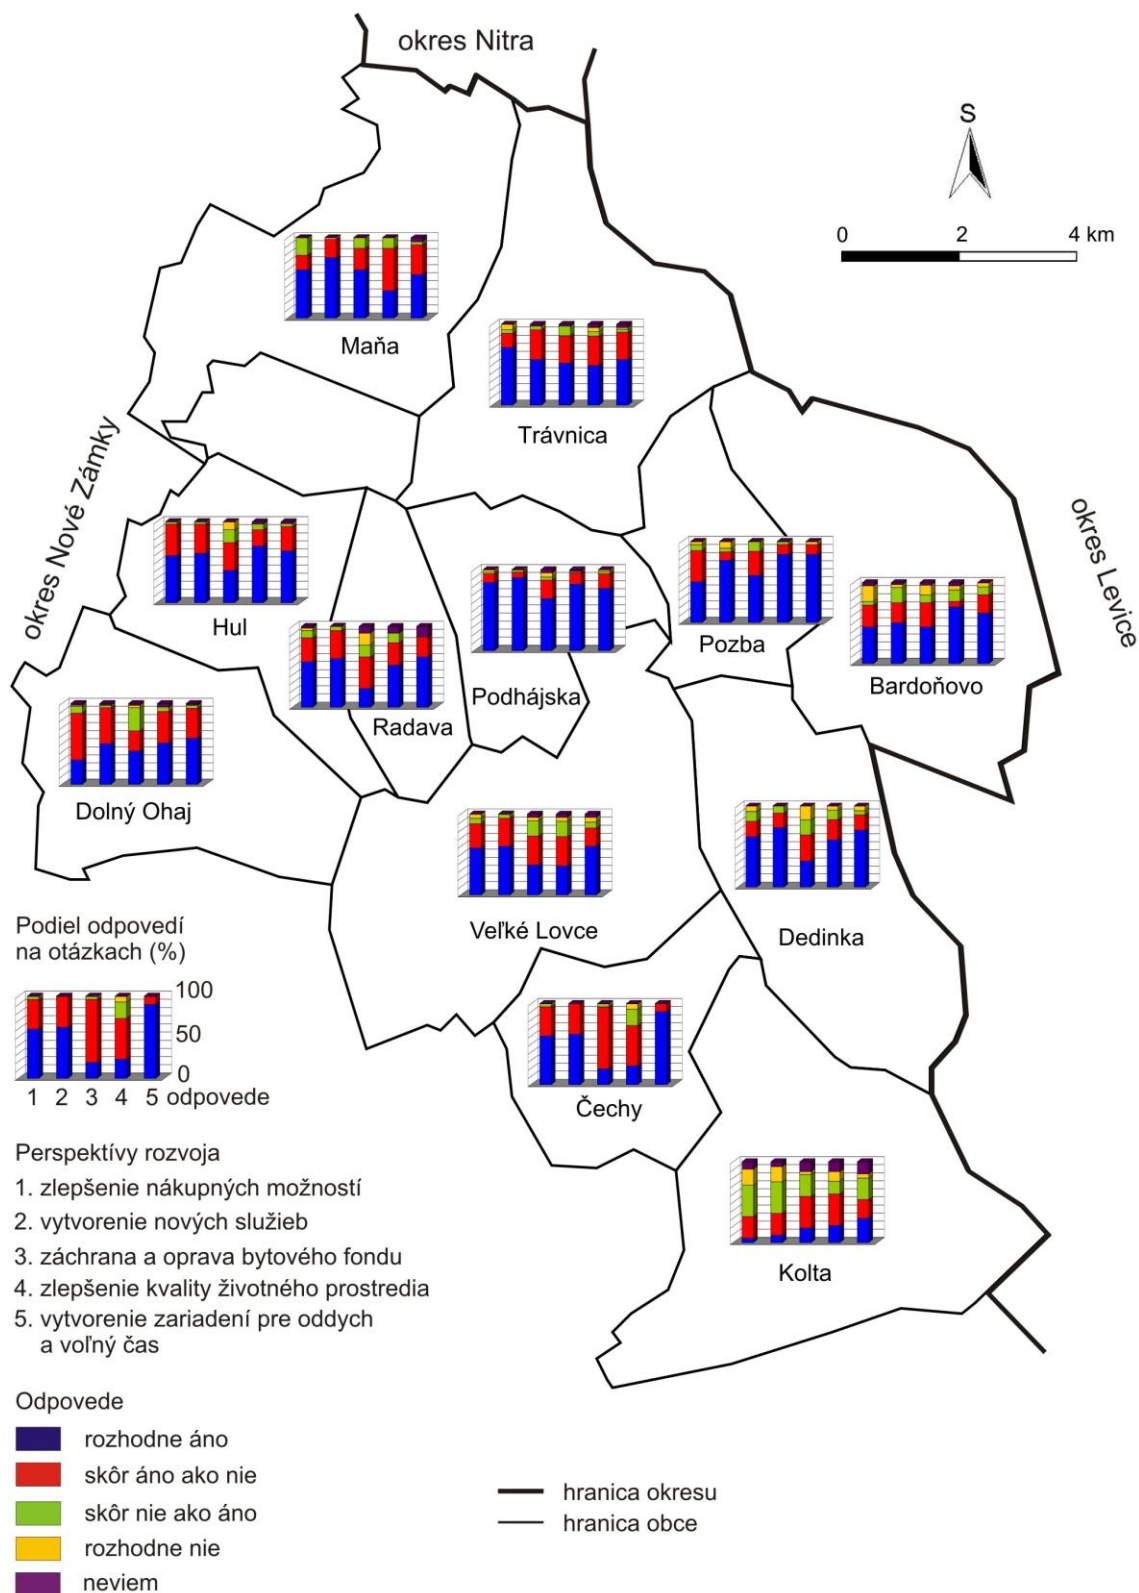 okres Nitra
S
0 2 4 km
Maňa
Trávnica
okres Nové Zámky
okres Levice
Hul
Pozba
Bardoňovo
Podhájska
Radava
Dolný Ohaj
Veľké Lovce
Dedinka
Podiel odpovedí
na otázkach (%)
100
50
0
1 2 3 4 5 odpovede
Čechy
Kolta
Perspektívy rozvoja
1. zlepšenie nákupných možností
2. vytvorenie nových služieb
3. záchrana a oprava bytového fondu
4. zlepšenie kvality životného prostredia
5. vytvorenie zariadení pre oddych
a voľný čas
Odpovede
rozhodne áno
skôr áno ako nie
skôr nie ako áno
rozhodne nie
neviem
hranica okresu
hranica obce